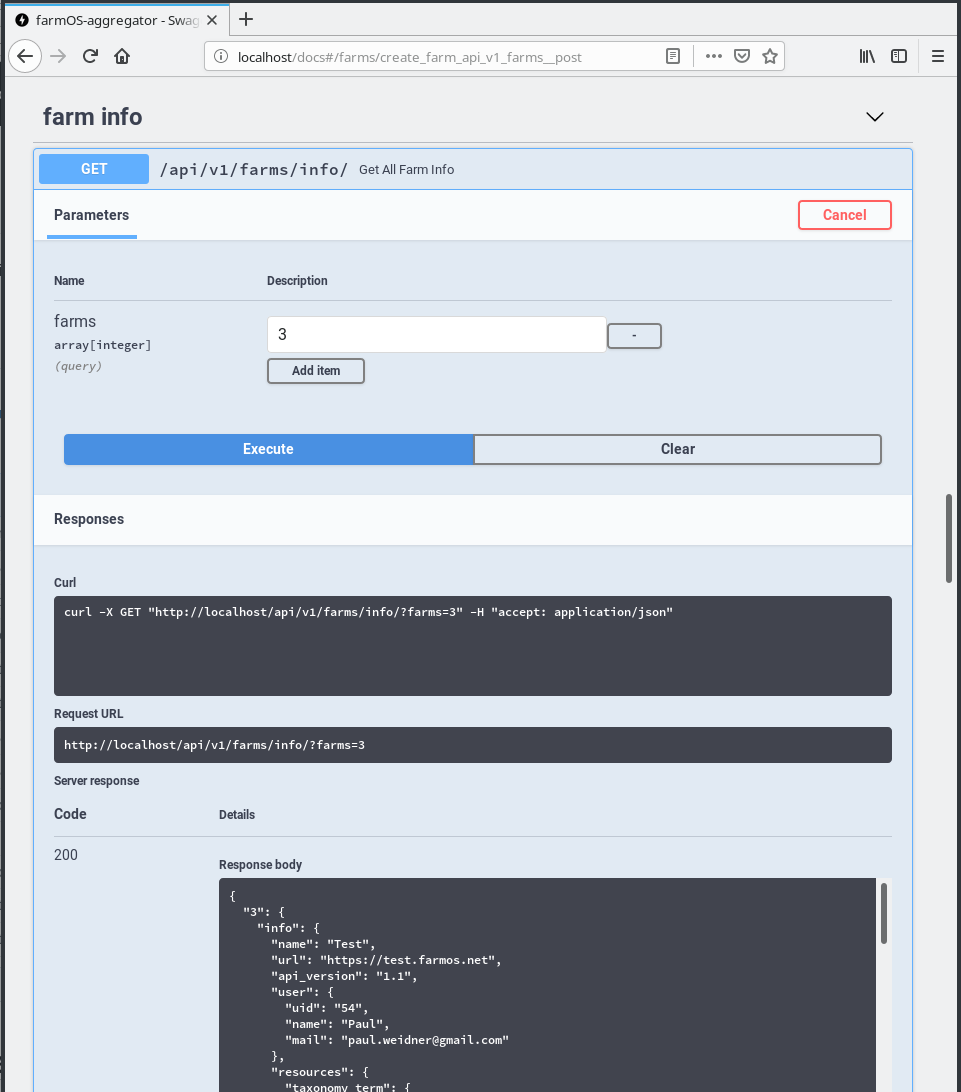 farmOS-aggregator - Swag
localhost/docs#/farms/create_farm_api_v1_farms__post
farm info
GET /api/v1/farms/info/ Get All Farm Info
Parameters
Cancel
Name Description
farms
array[integer]
(query)
3
-
Add item
Execute
Clear
Responses
Curl
curl -X GET "http://localhost/api/v1/farms/info/?farms=3" -H "accept: application/json"
Request URL
http://localhost/api/v1/farms/info/?farms=3
Server response
Code Details
200
Response body
{
  "3": {
    "info": {
      "name": "Test",
      "url": "https://test.farmos.net",
      "api_version": "1.1",
      "user": {
        "uid": "54",
        "name": "Paul",
        "mail": "paul.weidner@gmail.com"
      },
      "resources": {
        "taxonomy_term": {